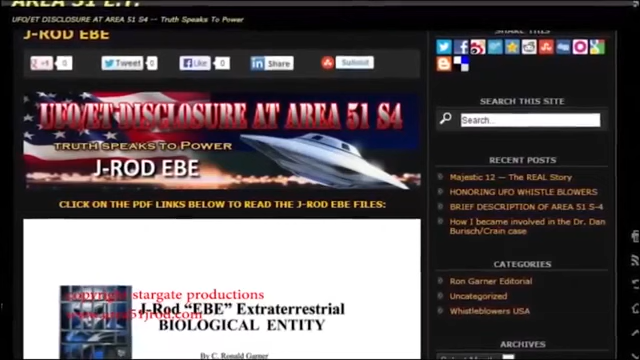 AREA 51 E.T.
UFO/ET DISCLOSURE AT AREA 51 S4 -- Truth Speaks To Power
J-ROD EBE
+1 0
Tweet 0
Like 0
in Share
Submit
UFO/ET DISCLOSURE AT AREA 51 S4
TRUTH SPEAKS TO POWER
J-ROD EBE
CLICK ON THE PDF LINKS BELOW TO READ THE J-ROD EBE FILES:
copyright stargate productions
J-Rod "EBE" Extraterrestrial
BIOLOGICAL ENTITY
By C. Ronald Garner
SHARE THIS
SEARCH THIS SITE
Search...
RECENT POSTS
Majestic 12 — The REAL Story
HONORING UFO WHISTLE BLOWERS
BRIEF DESCRIPTION OF AREA 51 S-4
How I became involved in the Dr. Dan
Burisch/Crain case
CATEGORIES
Ron Garner Editorial
Uncategorized
Whistleblowers USA
ARCHIVES